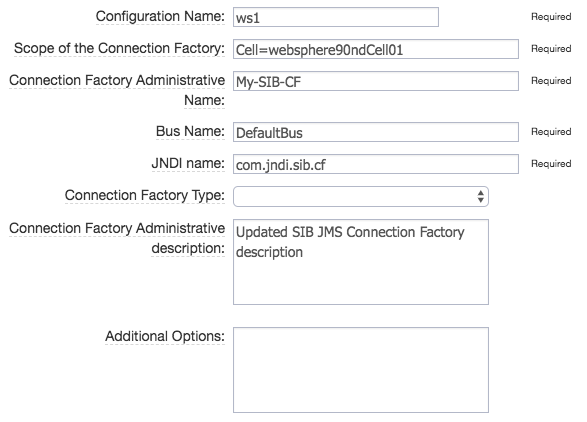 Configuration Name: ws1 Required
Scope of the Connection Factory: Cell=websphere90ndCell01 Required
Connection Factory Administrative Name: My-SIB-CF Required
Bus Name: DefaultBus Required
JNDI name: com.jndi.sib.cf Required
Connection Factory Type:
Connection Factory Administrative description: Updated SIB JMS Connection Factory
description
Additional Options: